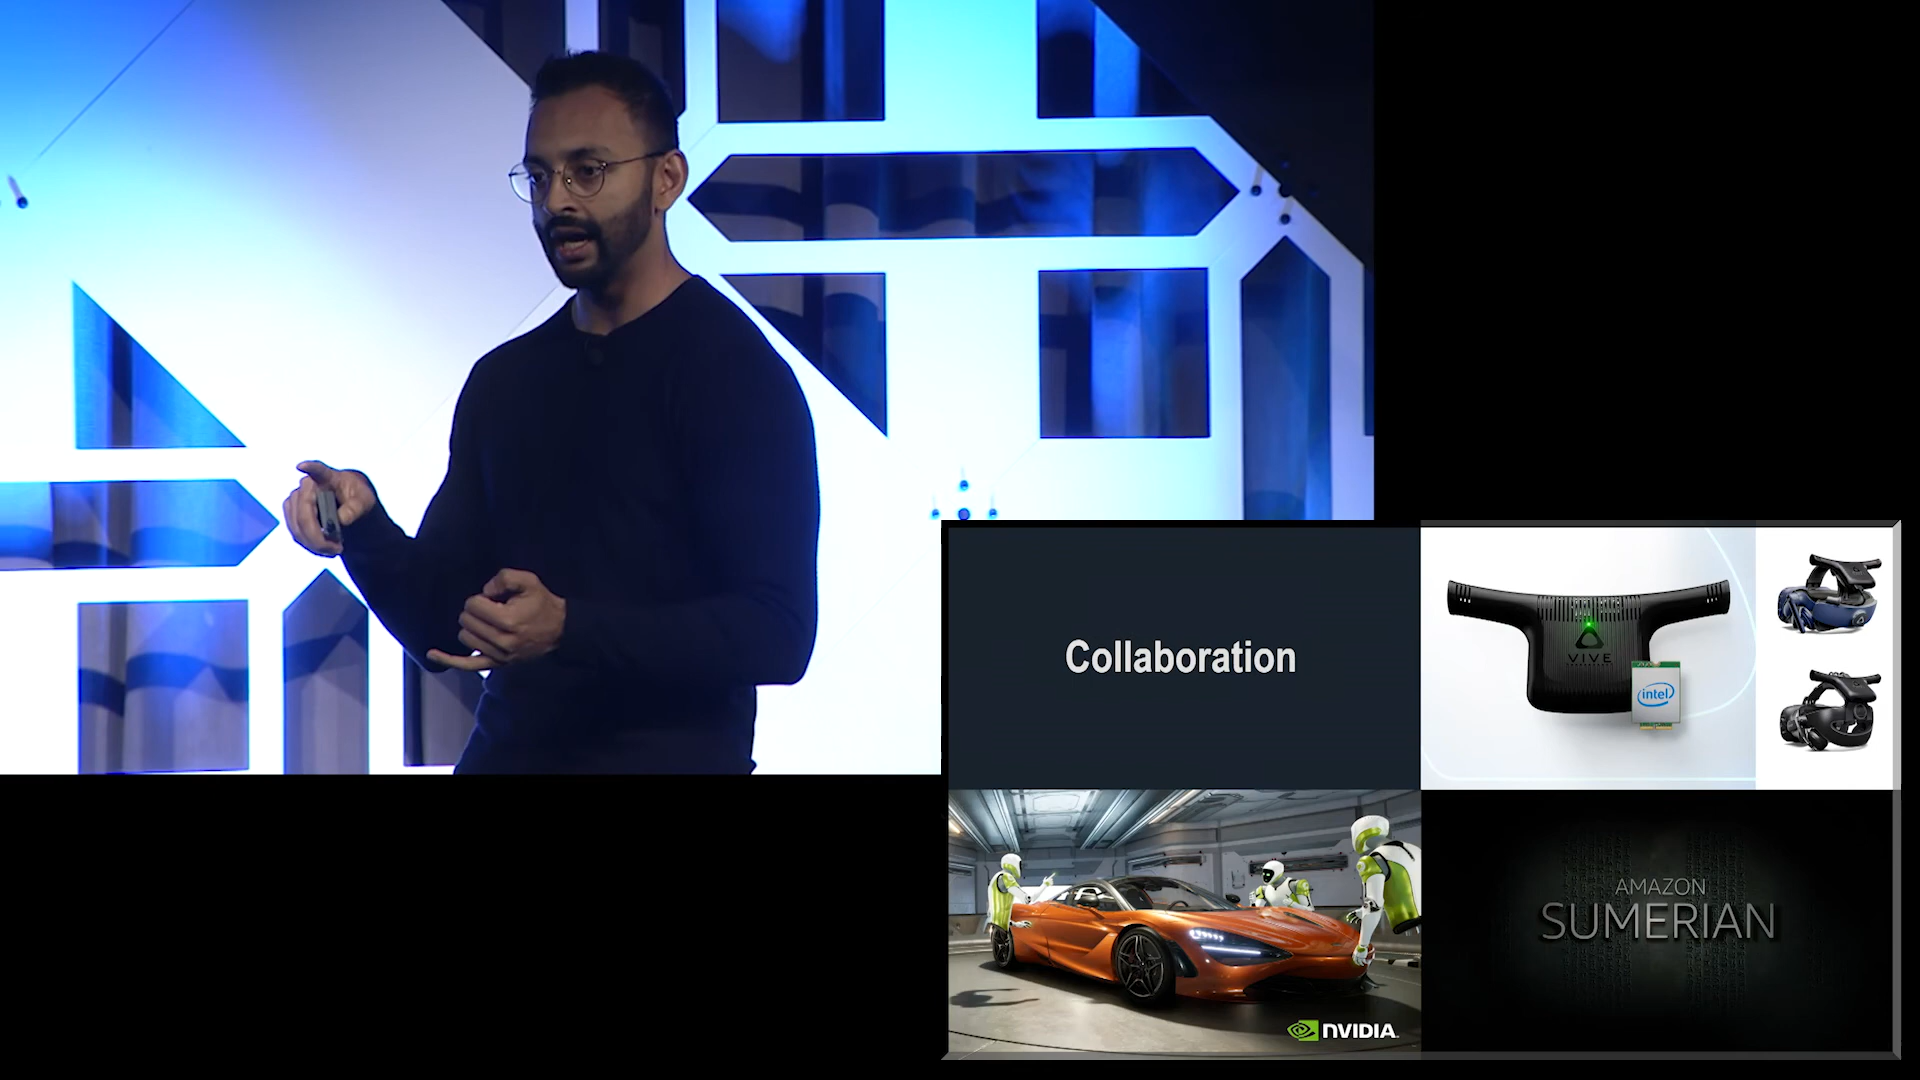 Collaboration
VIVE
intel
NVIDIA
AMAZON
SUMERIAN